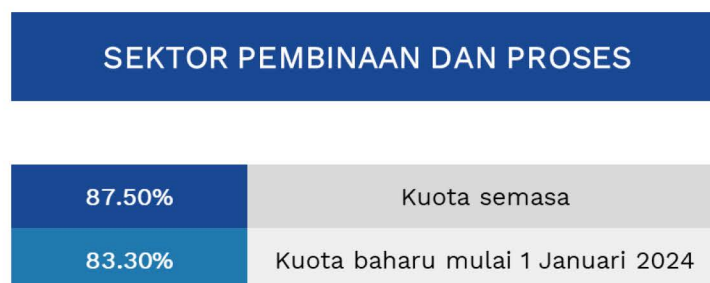 SEKTOR PEMBINAAN DAN PROSES
87.50% Kuota semasa
83.30% Kuota baharu mulai 1 Januari 2024